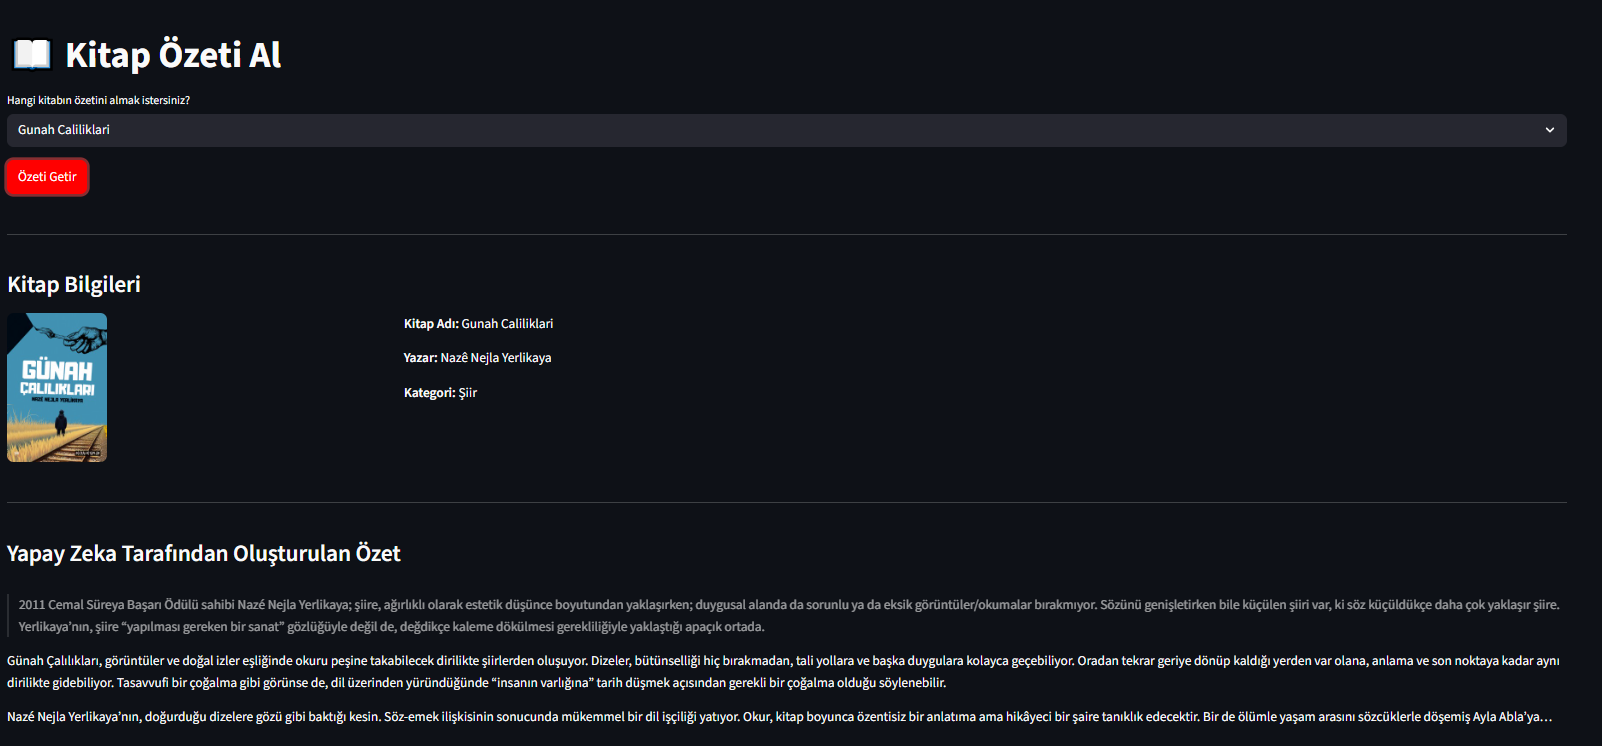 Kitap Özeti Al
Hangi kitabın özetini almak istersiniz?
Gunah Caliliklari
Özeti Getir
Kitap Bilgileri
GÜNAH
ÇALILIKLARI
NAZÊ NEJLA YERLİKAYA
Kitap Adı: Gunah Caliliklari
Yazar: Nazê Nejla Yerlikaya
Kategori: Şiir
Yapay Zeka Tarafından Oluşturulan Özet
2011 Cemal Süreya Başarı Ödülü sahibi Nazé Nejla Yerlikaya; şiire, ağırlıklı olarak estetik düşünce boyutundan yaklaşırken; duygusal alanda da sorunlu ya da eksik görüntüler/okumalar bırakmıyor. Sözünü genişletirken bile küçülen şiiri var, ki söz küçüldükçe daha çok yaklaşır şiire.
Yerlikaya’nın, şiire “yapılması gereken bir sanat” gözlüğüyle değil de, değdikçe kaleme dökülmesi gerekliliğiyle yaklaştığı apaçık ortada.
Günah Çalılıkları, görüntüler ve doğal izler eşliğinde okuru peşine takabilecek dirilikte şiirlerden oluşuyor. Dizeler, bütünselliği hiç bırakmadan, tali yollara ve başka duygulara kolayca geçebiliyor. Oradan tekrar geriye dönüp kaldığı yerden var olana, anlama ve son noktaya kadar aynı
dirilikte gidebiliyor. Tasavvufi bir çoğalma gibi görünse de, dil üzerinden yüründüğünde “insanın varlığına” tarih düşmek açısından gerekli bir çoğalma olduğu söylenebilir.
Nazé Nejla Yerlikaya’nın, doğurduğu dizelere gözü gibi baktığı kesin. Söz-emek ilişkisinin sonucunda mükemmel bir dil işçiliği yatıyor. Okur, kitap boyunca özentisiz bir anlatıma ama hikâyeci bir şaire tanıklık edecektir. Bir de ölümle yaşam arasını sözcüklerle döşemiş Ayla Abla’ya…